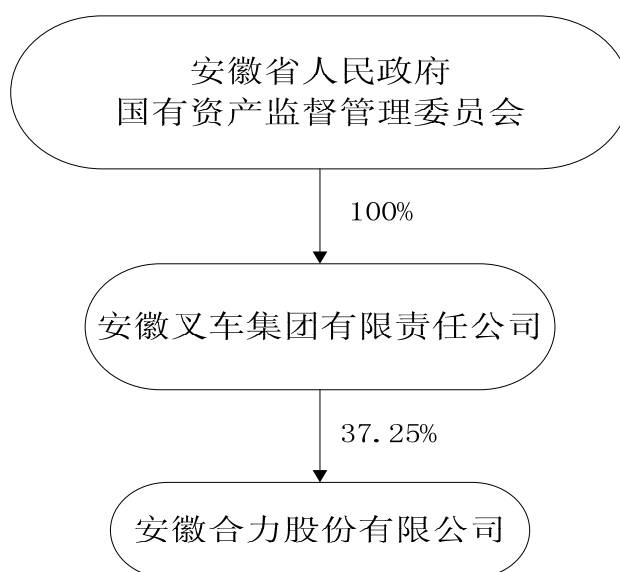 安徽省人民政府
国有资产监督管理委员会
100%
安徽叉车集团有限责任公司
37.25%
安徽合力股份有限公司